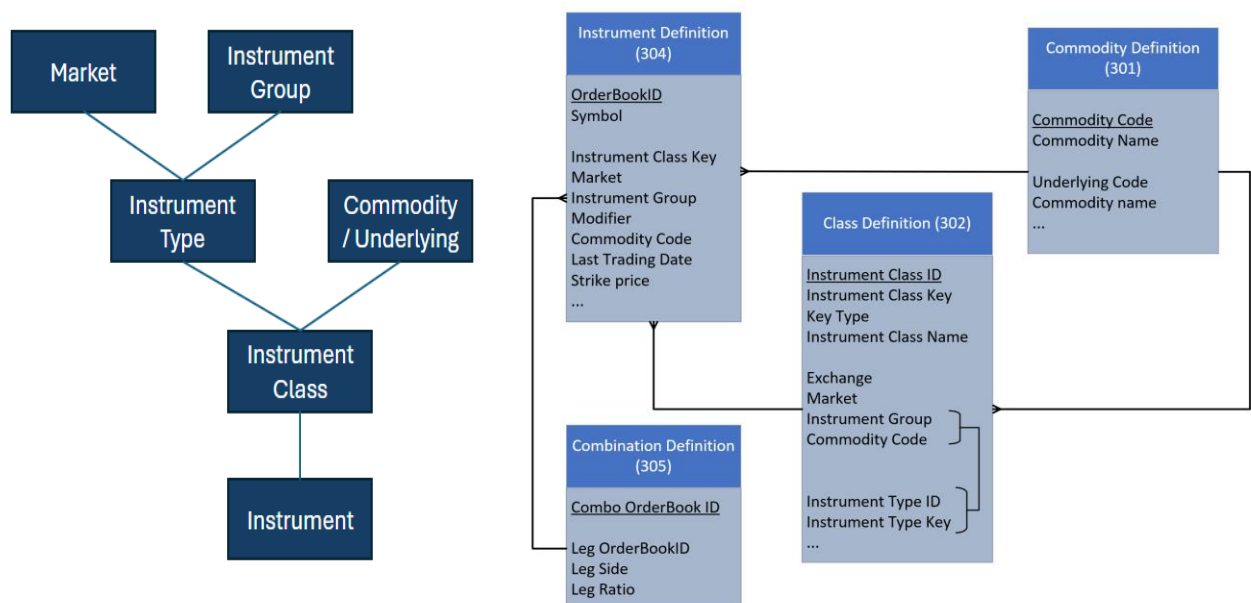 Market
Instrument
Group
Instrument
Type
Commodity
/ Underlying
Instrument
Class
Instrument
Instrument Definition
(304)
OrderBookID
Symbol
Instrument Class Key
Market
Instrument Group
Modifier
Commodity Code
Last Trading Date
Strike price
...
Commodity Definition
(301)
Commodity Code
Commodity Name
Underlying Code
Commodity name
...
Class Definition (302)
Instrument Class ID
Instrument Class Key
Key Type
Instrument Class Name
Exchange
Market
Instrument Group
Commodity Code
Instrument Type ID
Instrument Type Key
...
Combination Definition
(305)
Combo OrderBook ID
Leg OrderBookID
Leg Side
Leg Ratio